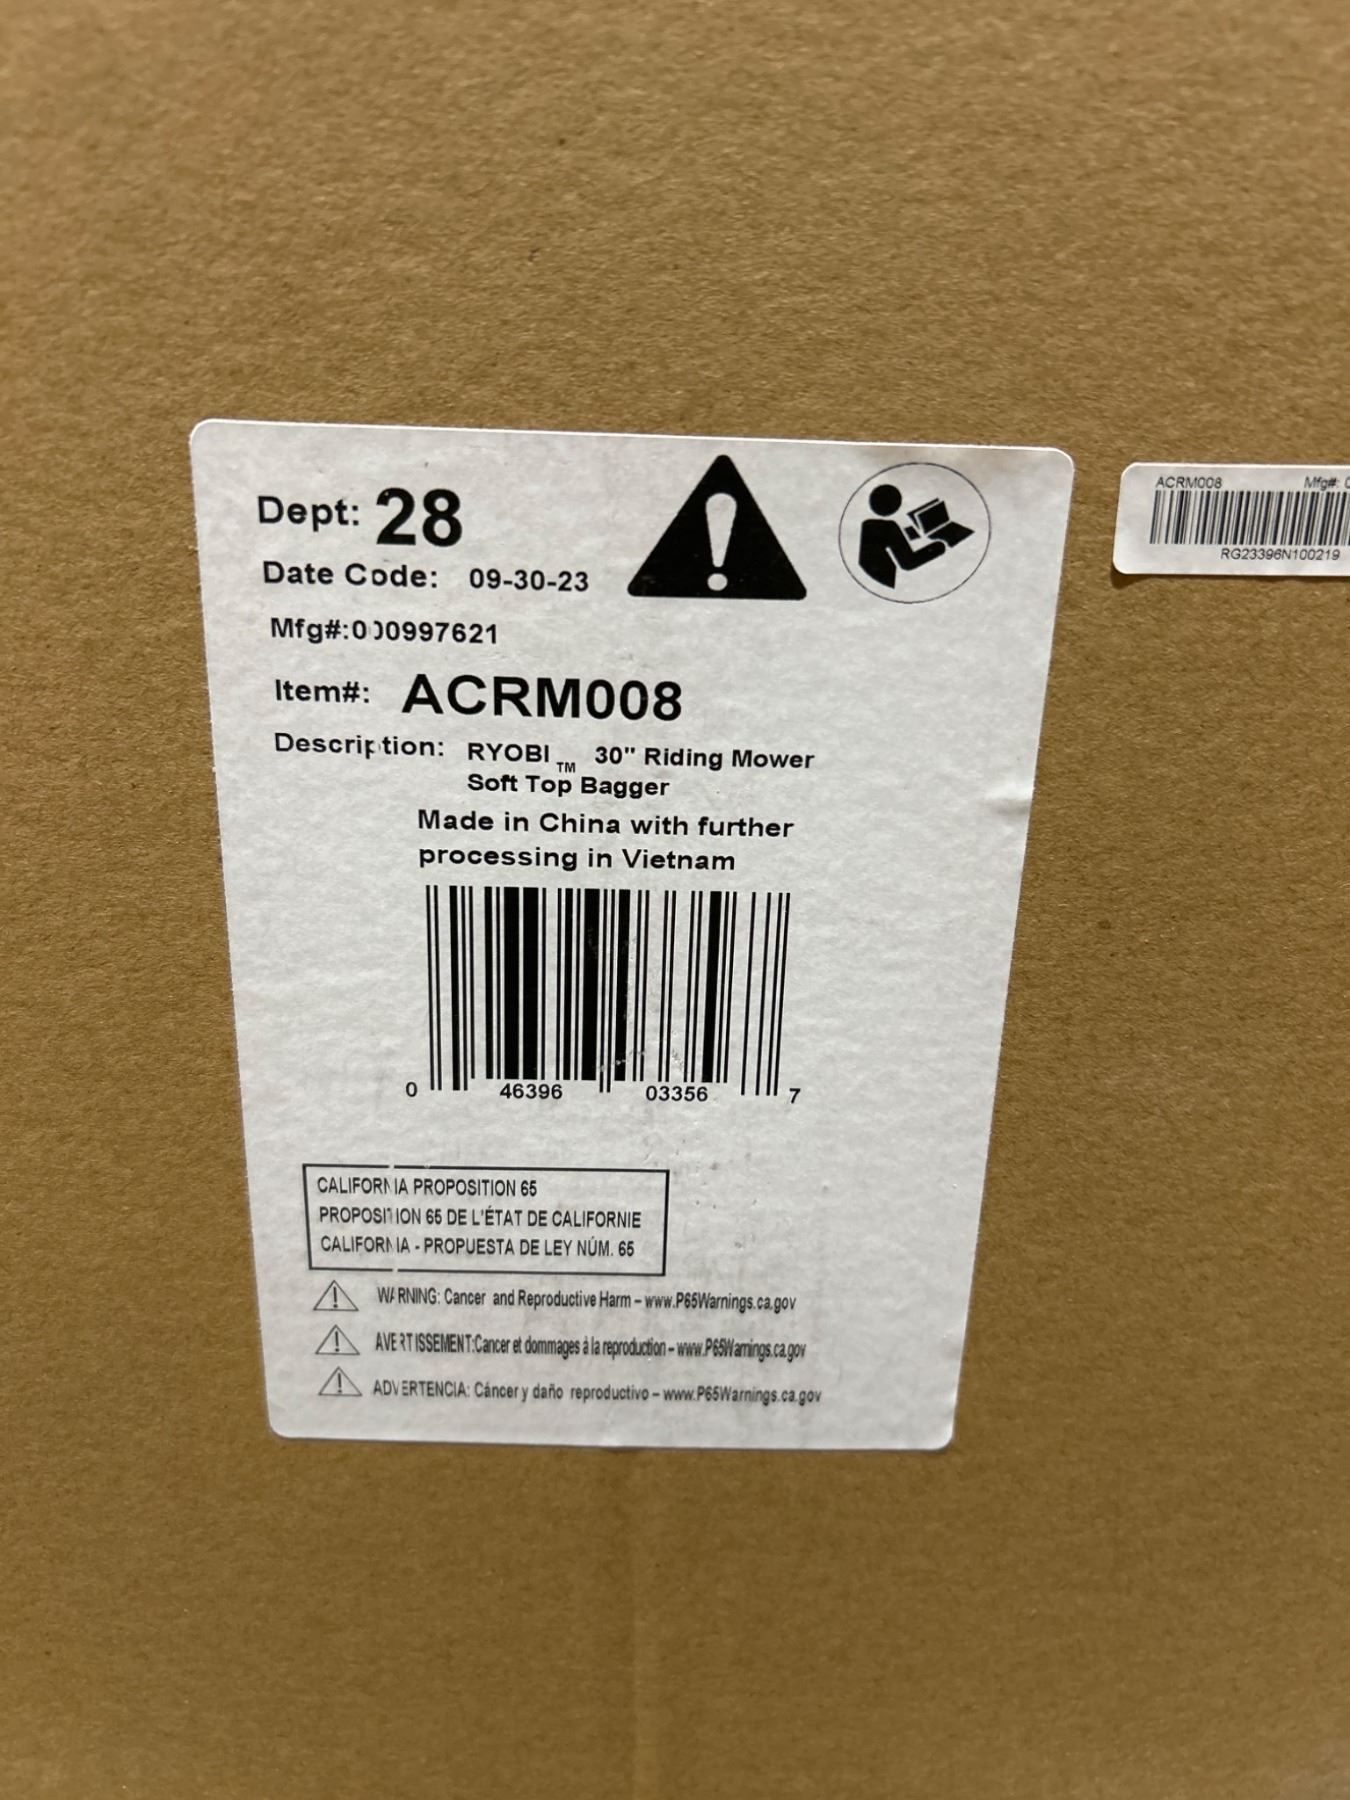 Dept: 28
Date Code: 09-30-23
Mfg#:000997621
Item#: ACRM008
Description: RYOBI™ 30" Riding Mower
Soft Top Bagger
Made in China with further
processing in Vietnam
0 46396 03356 7
CALIFORNIA PROPOSITION 65
PROPOSITION 65 DE L'ÉTAT DE CALIFORNIE
CALIFORNIA - PROPUESTA DE LEY NÚM. 65
WARNING: Cancer and Reproductive Harm – www.P65Warnings.ca.gov
AVERTISSEMENT:Cancer et dommages à la reproduction – www.P65Warnings.ca.gov
ADVERTENCIA: Cáncer y daño reproductivo – www.P65Warnings.ca.gov
ACRM008 Mfg#:
RG23396N100219